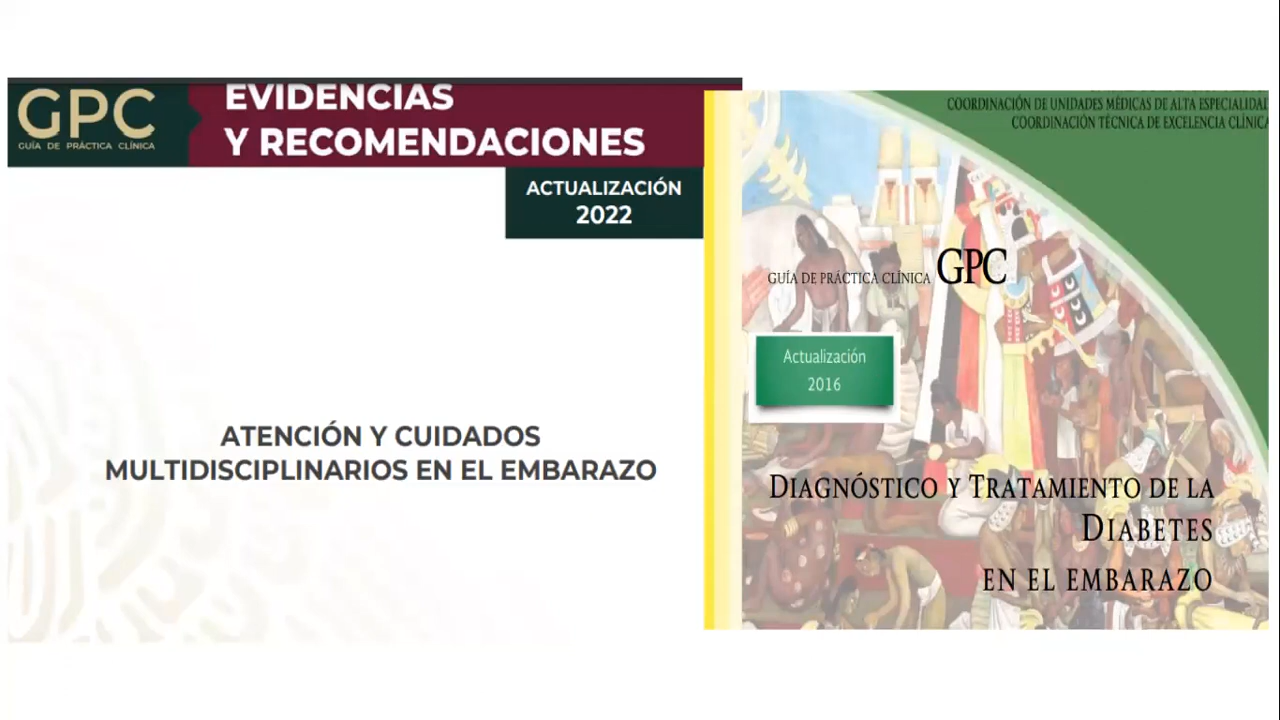 GPC
GUÍA DE PRÁCTICA CLÍNICA
EVIDENCIAS
Y RECOMENDACIONES
ACTUALIZACIÓN
2022
ATENCIÓN Y CUIDADOS
MULTIDISCIPLINARIOS EN EL EMBARAZO
COORDINACIÓN DE UNIDADES MÉDICAS DE ALTA ESPECIALIDAD
COORDINACIÓN TÉCNICA DE EXCELENCIA CLÍNICA
GUÍA DE PRÁCTICA CLÍNICA GPC
Actualización
2016
DIAGNÓSTICO Y TRATAMIENTO DE LA
DIABETES
EN EL EMBARAZO